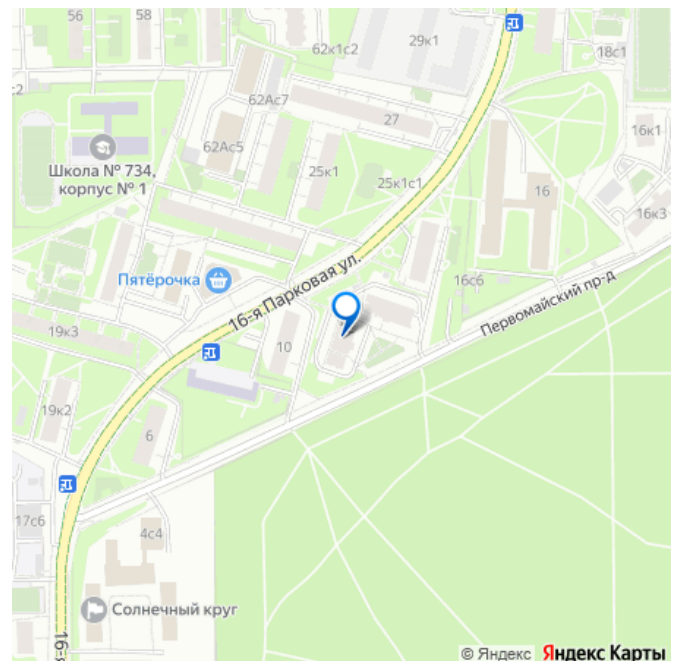 56
58
62к1с2
29к1
18с1
с2
62Ас7
27
16к1
62Ас5
Школа № 734,
корпус № 1
25к1
25к1с1
16
16к3
Пятёрочка
16-я Парковая ул.
16с6
Первомайский пр-д
19к3
10
19к2
6
17с6
4с4
Солнечный круг
16-я
© Яндекс Яндекс Карты